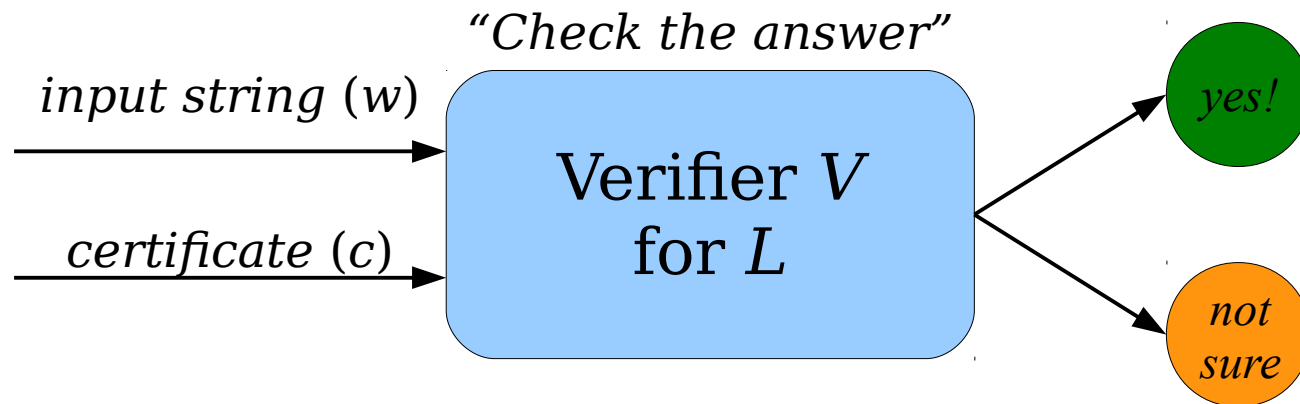 “Check the answer”
input string (w)
certificate (c)
Verifier V
for L
yes!
not
sure